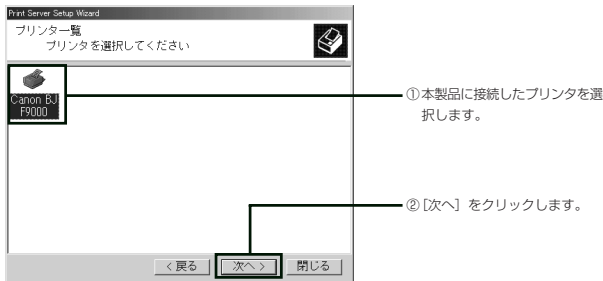 Print Server Setup Wizard
プリンタ一覧
プリンタを選択してください
Canon BJ
F9000
①本製品に接続したプリンタを選
択します。
②[次へ]をクリックします。
<戻る
次へ>
閉じる